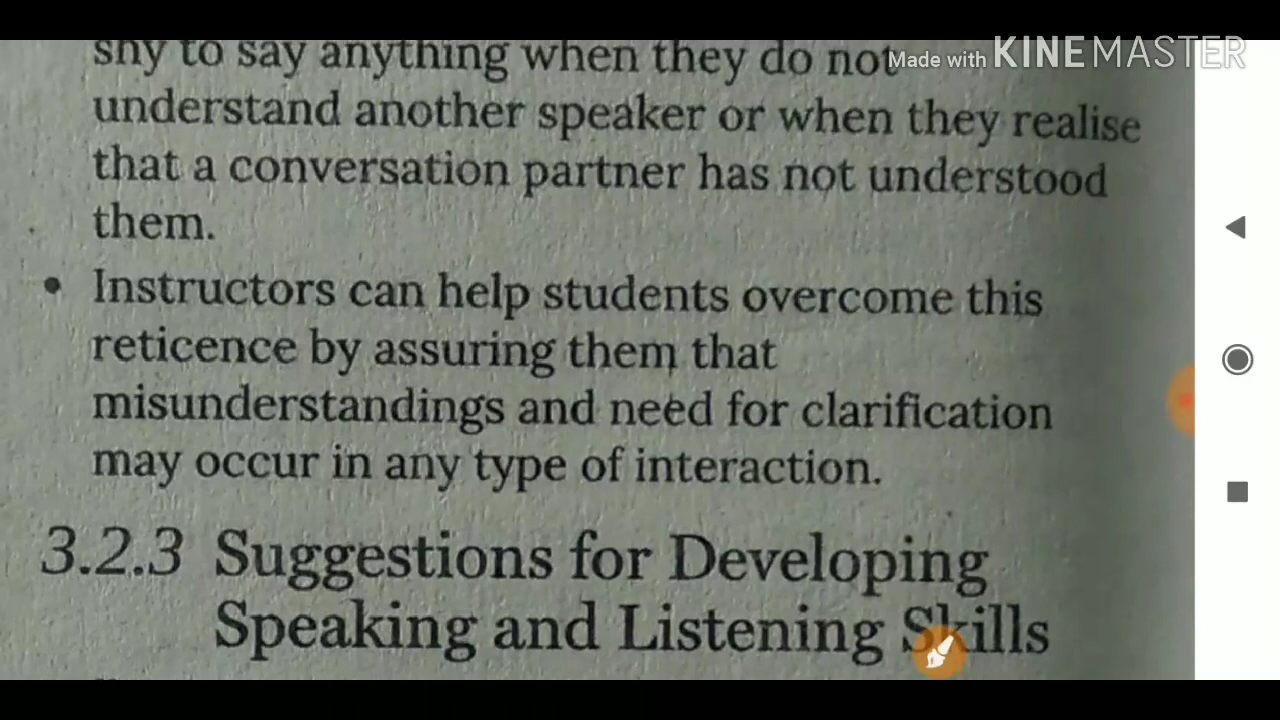 shy to say anything when they do not
Made with KINEMASTER
understand another speaker or when they realise
that a conversation partner has not understood
them.
• Instructors can help students overcome this
reticence by assuring them that
misunderstandings and need for clarification
may occur in any type of interaction.
3.2.3 Suggestions for Developing
Speaking and Listening Skills